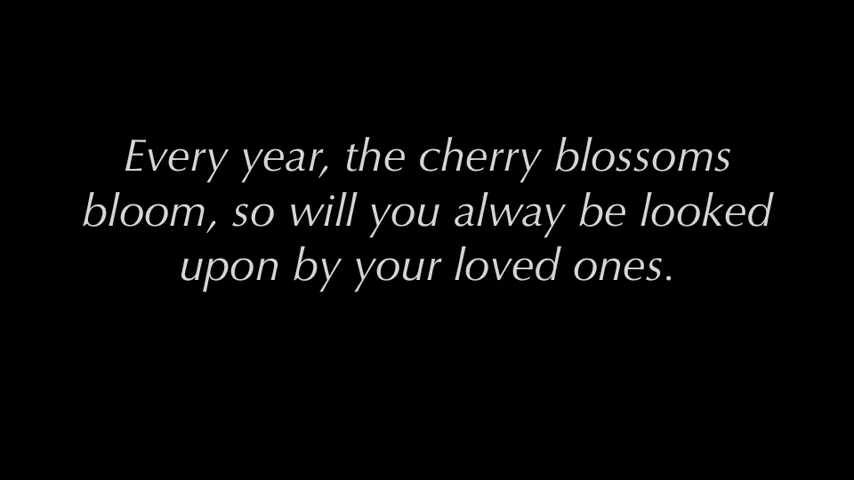 Every year, the cherry blossoms
bloom, so will you alway be looked
upon by your loved ones.